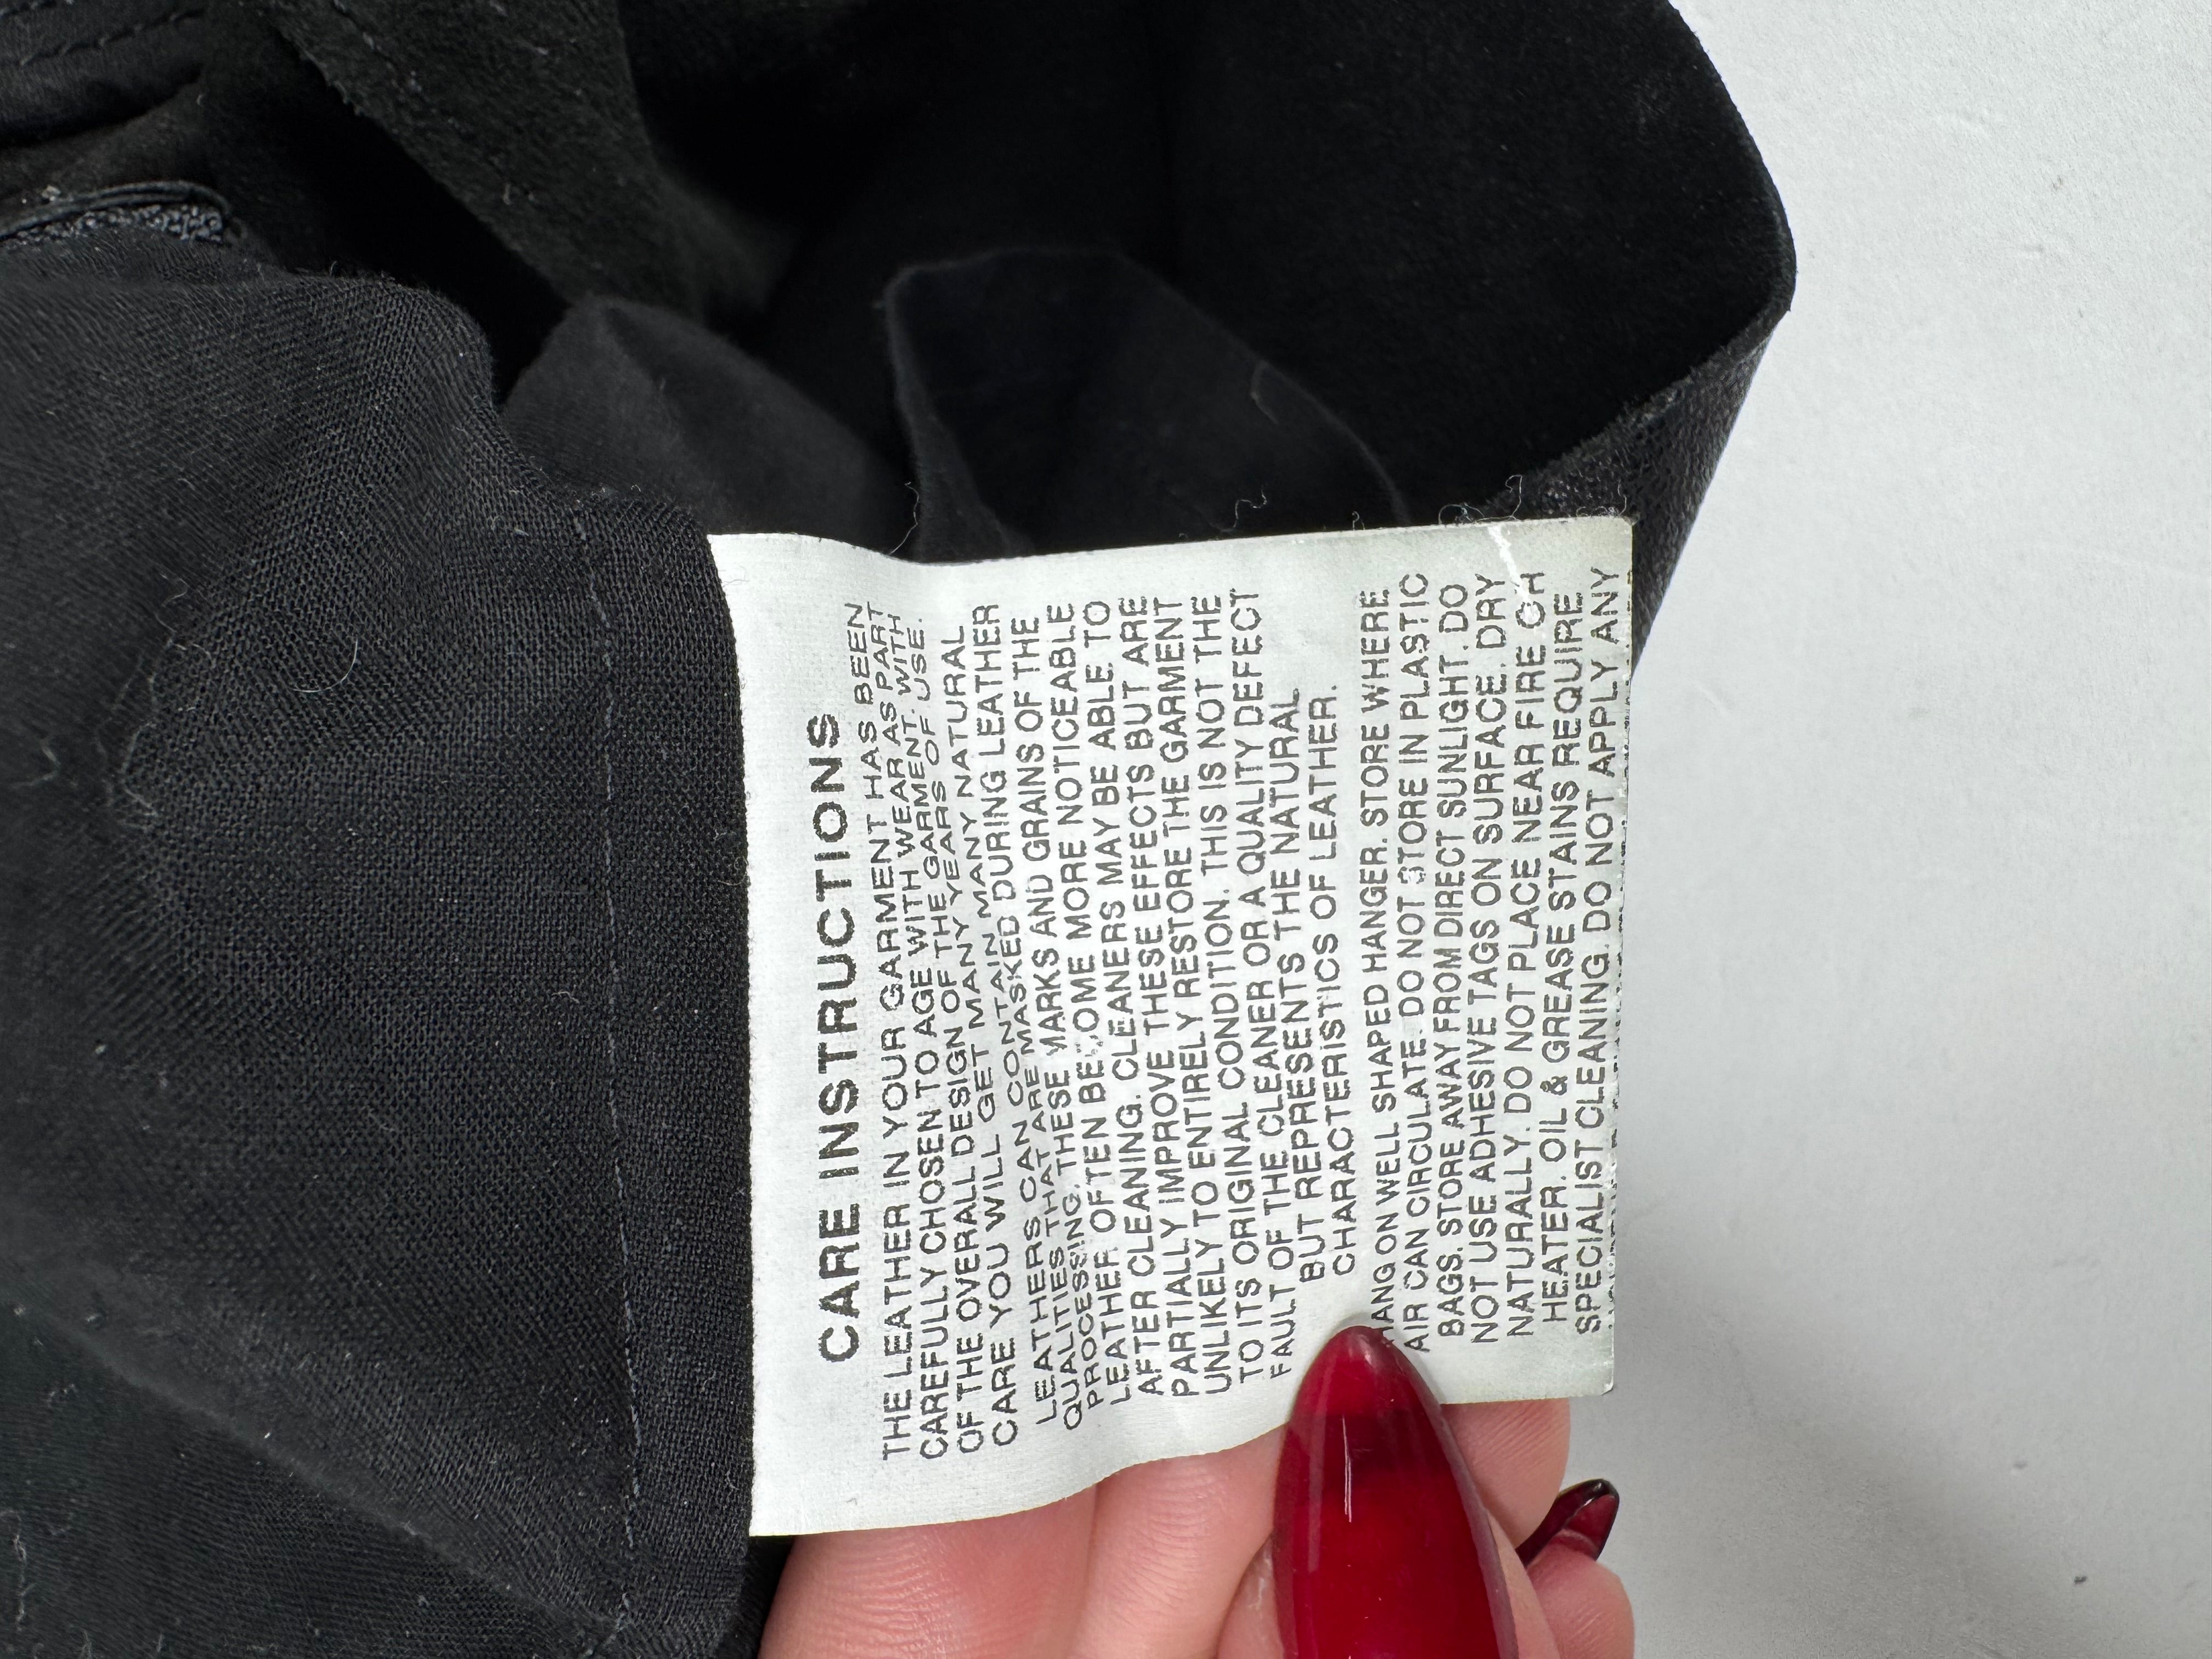 CARE INSTRUCTIONS
THE LEATHER IN YOUR GARMENT HAS BEEN
CAREFULLY CHOSEN TO AGE WITH WEAR AS PART
OF THE OVERALL DESIGN OF THE GARMENT. WITH
CARE YOU WILL GET MANY YEARS OF USE.
LEATHERS CAN CONTAIN MANY NATURAL
QUALITIES THAT ARE MASKED DURING LEATHER
PROCESSING. THESE MARKS AND GRAINS OF THE
LEATHER OFTEN BECOME MORE NOTICEABLE
AFTER CLEANING. CLEANERS MAY BE ABLE TO
PARTIALLY IMPROVE THESE EFFECTS BUT ARE
UNLIKELY TO ENTIRELY RESTORE THE GARMENT
TO ITS ORIGINAL CONDITION. THIS IS NOT THE
FAULT OF THE CLEANER OR A QUALITY DEFECT
BUT REPRESENTS THE NATURAL
CHARACTERISTICS OF LEATHER.
HANG ON WELL SHAPED HANGER. STORE WHERE
AIR CAN CIRCULATE. DO NOT STORE IN PLASTIC
BAGS. STORE AWAY FROM DIRECT SUNLIGHT. DO
NOT USE ADHESIVE TAGS ON SURFACE. DRY
NATURALLY. DO NOT PLACE NEAR FIRE OR
HEATER. OIL & GREASE STAINS REQUIRE
SPECIALIST CLEANING. DO NOT APPLY ANY